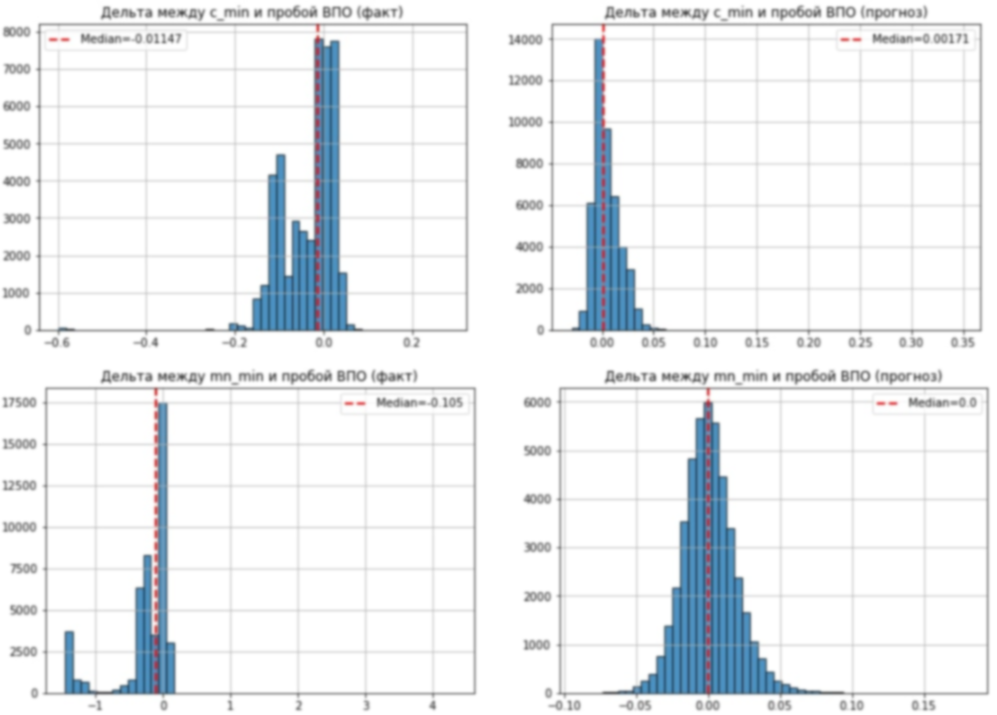 Дельта между c_min и пробой ВПО (факт)
Median=-0.01147
8000
7000
6000
5000
4000
3000
2000
1000
0
−0.6 −0.4 −0.2 0.0 0.2
Дельта между c_min и пробой ВПО (прогноз)
Median=0.00171
14000
12000
10000
8000
6000
4000
2000
0
0.00 0.05 0.10 0.15 0.20 0.25 0.30 0.35
Дельта между mn_min и пробой ВПО (факт)
Median=-0.105
17500
15000
12500
10000
7500
5000
2500
0
−1 0 1 2 3 4
Дельта между mn_min и пробой ВПО (прогноз)
Median=0.0
6000
5000
4000
3000
2000
1000
0
−0.10 −0.05 0.00 0.05 0.10 0.15